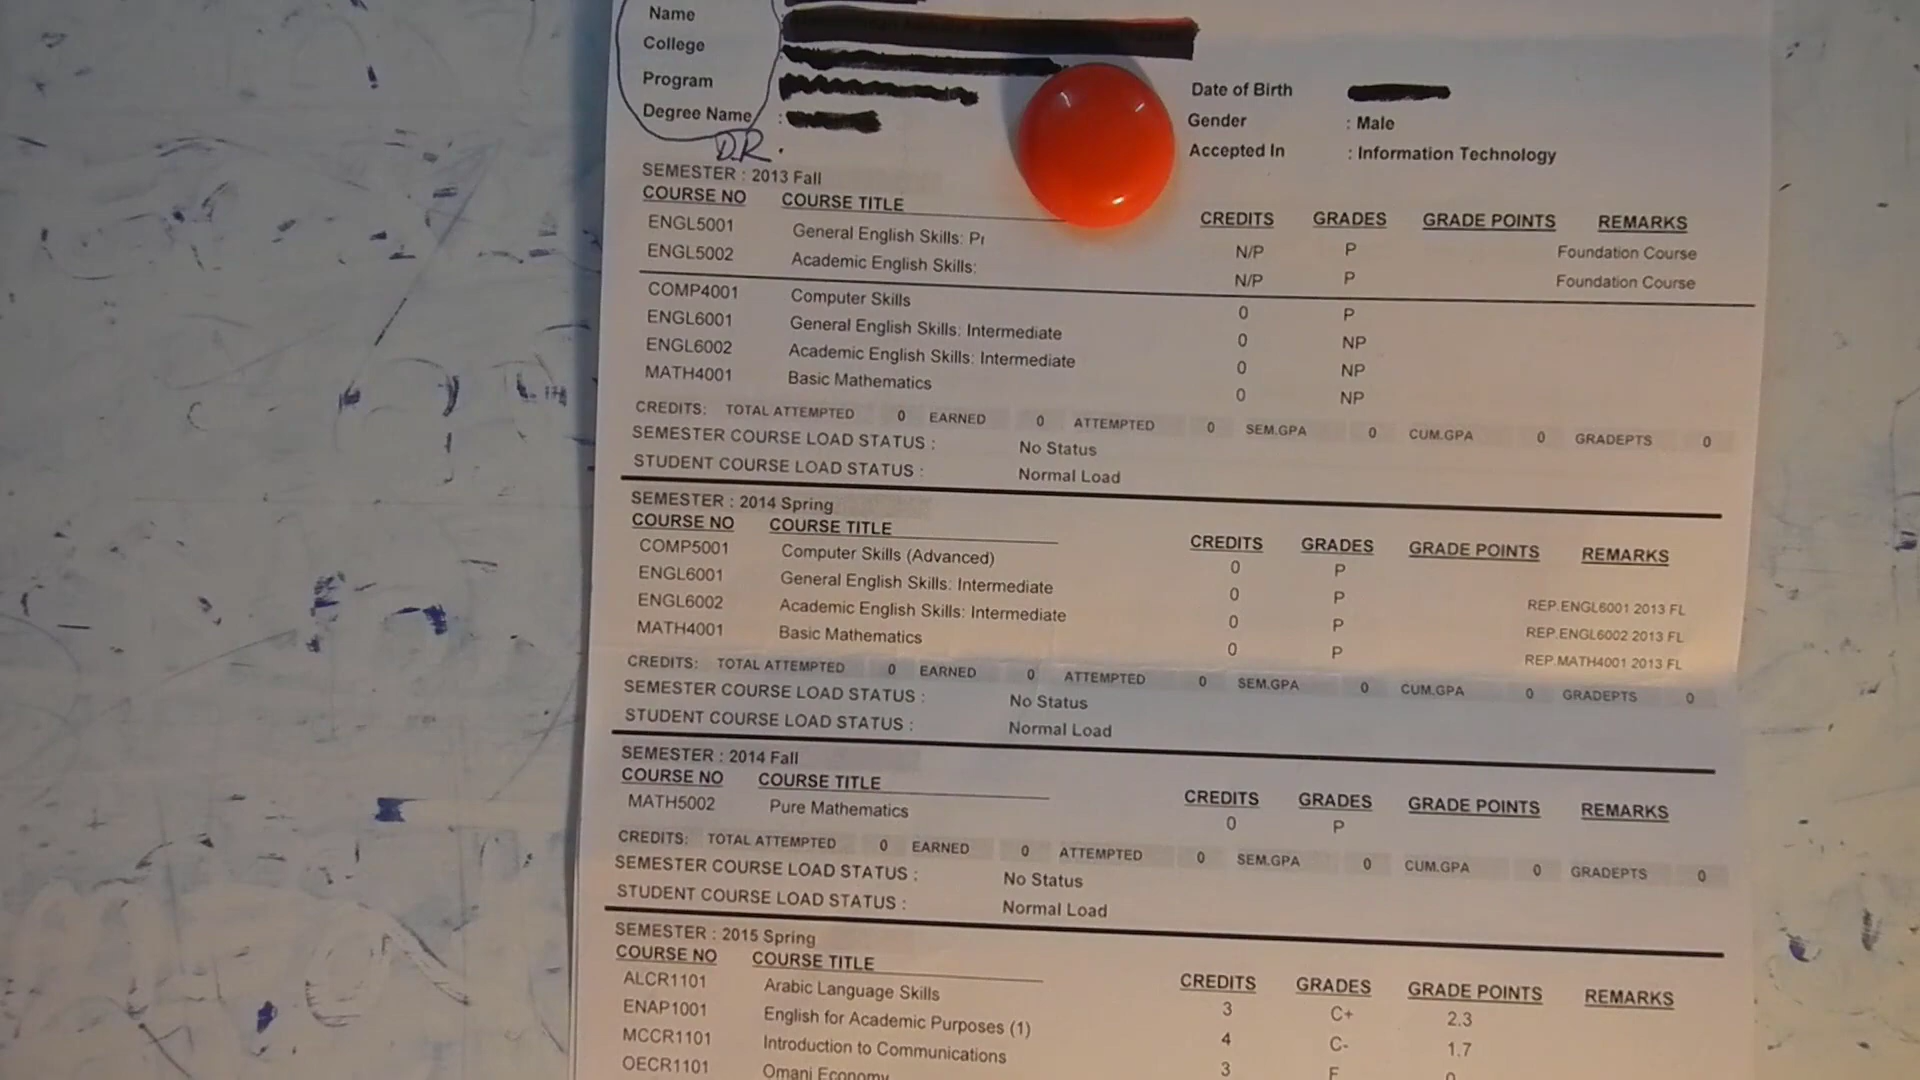 Name
College
Program
Degree Name :
D.R.
Date of Birth
Gender : Male
Accepted In : Information Technology
SEMESTER : 2013 Fall
COURSE NO COURSE TITLE CREDITS GRADES GRADE POINTS REMARKS
ENGL5001 General English Skills: Pr N/P P Foundation Course
ENGL5002 Academic English Skills: N/P P Foundation Course
COMP4001 Computer Skills 0 P
ENGL6001 General English Skills: Intermediate 0 NP
ENGL6002 Academic English Skills: Intermediate 0 NP
MATH4001 Basic Mathematics 0 NP
CREDITS: TOTAL ATTEMPTED 0 EARNED 0 ATTEMPTED 0 SEM.GPA 0 CUM.GPA 0 GRADEPTS 0
SEMESTER COURSE LOAD STATUS : No Status
STUDENT COURSE LOAD STATUS : Normal Load
SEMESTER : 2014 Spring
COURSE NO COURSE TITLE CREDITS GRADES GRADE POINTS REMARKS
COMP5001 Computer Skills (Advanced) 0 P
ENGL6001 General English Skills: Intermediate 0 P REP.ENGL6001 2013 FL
ENGL6002 Academic English Skills: Intermediate 0 P REP.ENGL6002 2013 FL
MATH4001 Basic Mathematics 0 P REP.MATH4001 2013 FL
CREDITS: TOTAL ATTEMPTED 0 EARNED 0 ATTEMPTED 0 SEM.GPA 0 CUM.GPA 0 GRADEPTS 0
SEMESTER COURSE LOAD STATUS : No Status
STUDENT COURSE LOAD STATUS : Normal Load
SEMESTER : 2014 Fall
COURSE NO COURSE TITLE CREDITS GRADES GRADE POINTS REMARKS
MATH5002 Pure Mathematics 0 P
CREDITS: TOTAL ATTEMPTED 0 EARNED 0 ATTEMPTED 0 SEM.GPA 0 CUM.GPA 0 GRADEPTS 0
SEMESTER COURSE LOAD STATUS : No Status
STUDENT COURSE LOAD STATUS : Normal Load
SEMESTER : 2015 Spring
COURSE NO COURSE TITLE CREDITS GRADES GRADE POINTS REMARKS
ALCR1101 Arabic Language Skills 3 C+ 2.3
ENAP1001 English for Academic Purposes (1) 4 C- 1.7
MCCR1101 Introduction to Communications 3 F 0
OECR1101 Omani Economy